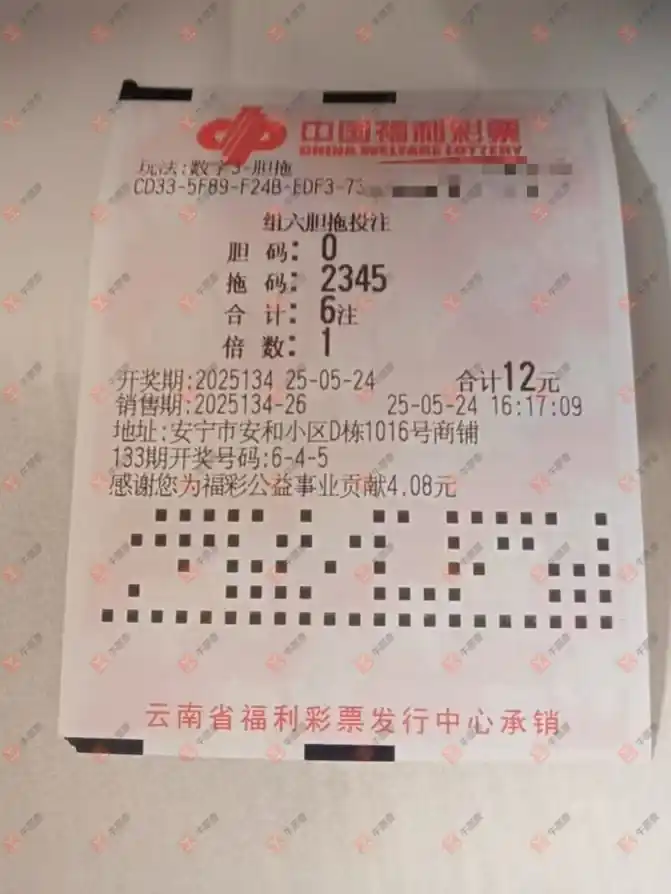 中国福利彩票
CHINA WELFARE LOTTERY
玩法:数字3-胆拖
CD33-5F89-F24B-EDF3-73
组六胆拖投注
胆 码: 0
拖 码: 2345
合 计: 6注
倍 数: 1
开奖期:2025134 25-05-24 合计12元
销售期:2025134-26 25-05-24 16:17:09
地址:安宁市安和小区D栋1016号商铺
133期开奖号码:6-4-5
感谢您为福彩公益事业贡献4.08元
云南省福利彩票发行中心承销